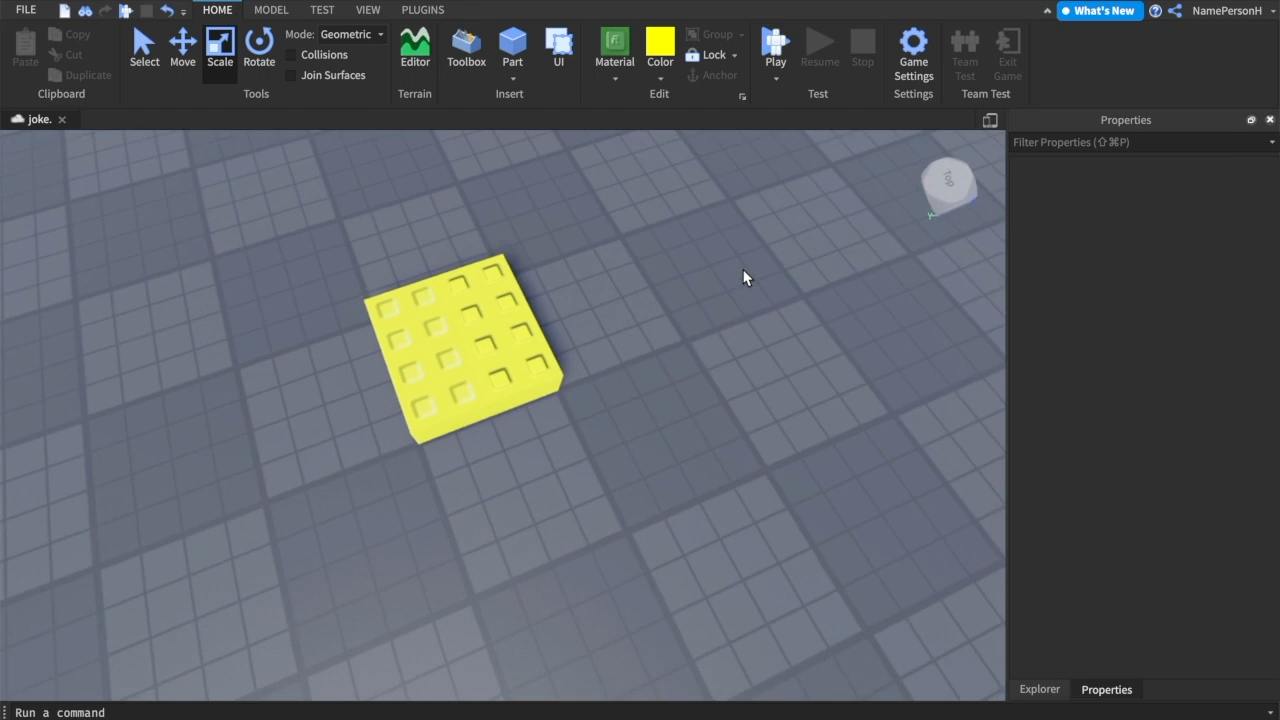 FILE HOME MODEL TEST VIEW PLUGINS What's New NamePersonH
Paste Copy Cut Duplicate
Select Move Scale Rotate
Mode: Geometric
Collisions
Join Surfaces
Editor
Toolbox Part UI
Material Color
Group
Lock
Anchor
Play Resume Stop
Game Settings
Team Test
Exit Game
Clipboard Tools Terrain Insert Edit Test Settings Team Test
joke.
Properties
Filter Properties (⇧⌘P)
Top
Y
Explorer Properties
Run a command